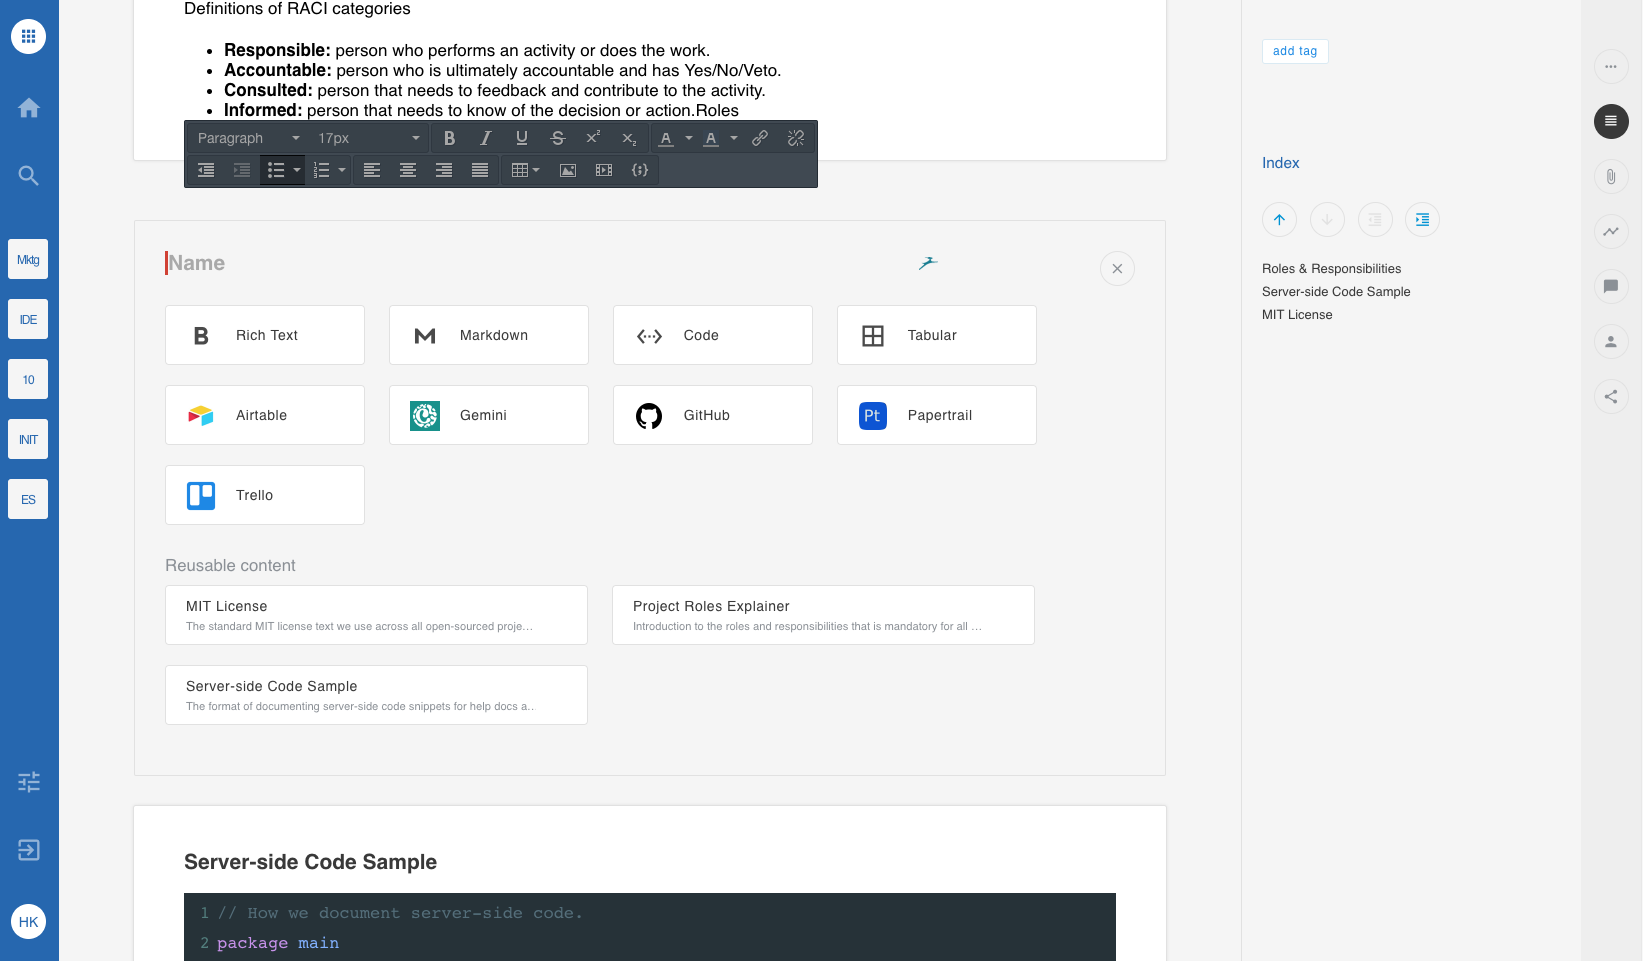 Definitions of RACI categories
Responsible: person who performs an activity or does the work.
Accountable: person who is ultimately accountable and has Yes/No/Veto.
Consulted: person that needs to feedback and contribute to the activity.
Informed: person that needs to know of the decision or action.Roles
Paragraph
17px
Mktg
IDE
10
INIT
ES
HK
Name
Rich Text
Markdown
Code
Tabular
Airtable
Gemini
GitHub
Pt
Papertrail
Trello
Reusable content
MIT License
The standard MIT license text we use across all open-sourced proje...
Project Roles Explainer
Introduction to the roles and responsibilities that is mandatory for all ...
Server-side Code Sample
The format of documenting server-side code snippets for help docs a..
Server-side Code Sample
1 // How we document server-side code.
2 package main
add tag
Index
Roles & Responsibilities
Server-side Code Sample
MIT License